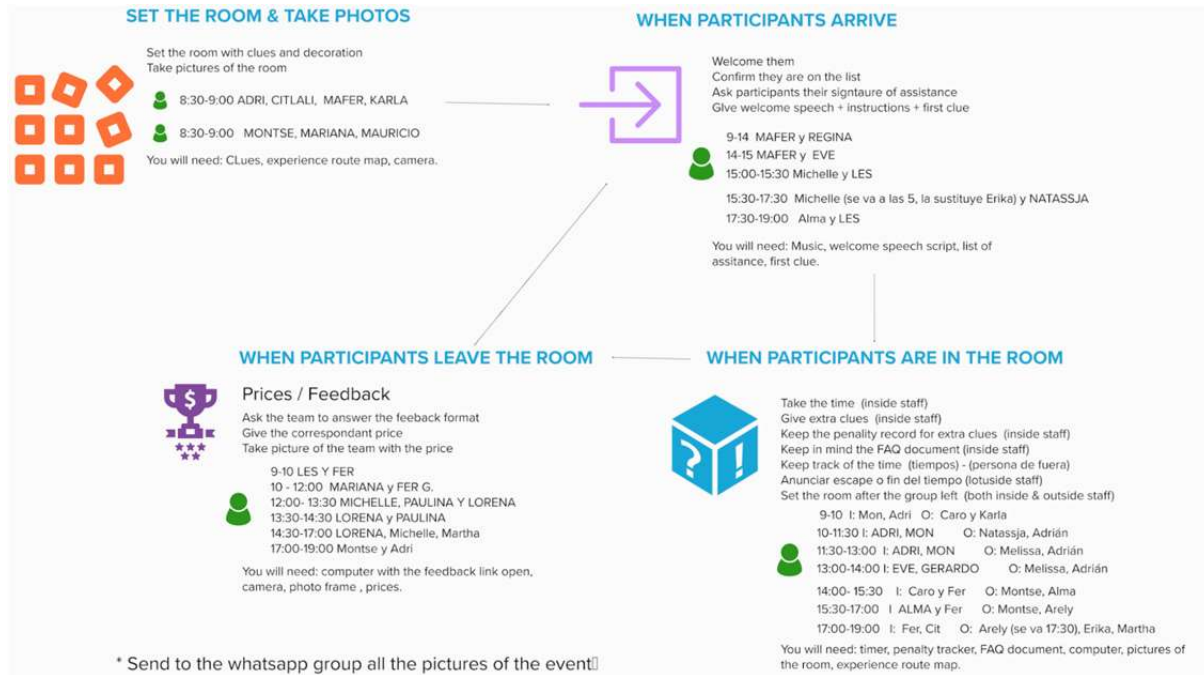 SET THE ROOM & TAKE PHOTOS
Set the room with clues and decoration
Take pictures of the room
8:30-9:00 ADRI, CITLALI, MAFER, KARLA
8:30-9:00 MONTSE, MARIANA, MAURICIO
You will need: CLues, experience route map, camera.
WHEN PARTICIPANTS ARRIVE
Welcome them
Confirm they are on the list
Ask participants their signtaure of assistance
GIve welcome speech + instructions + first clue
9-14 MAFER y REGINA
14-15 MAFER y EVE
15:00-15:30 Michelle y LES
15:30-17:30 Michelle (se va a las 5, la sustituye Erika) y NATASSJA
17:30-19:00 Alma y LES
You will need: Music, welcome speech script, list of
assitance, first clue.
WHEN PARTICIPANTS LEAVE THE ROOM
Prices / Feedback
Ask the team to answer the feeback format
Give the correspondant price
Take picture of the team with the price
9-10 LES Y FER
10 - 12:00 MARIANA y FER G.
12:00- 13:30 MICHELLE, PAULINA Y LORENA
13:30-14:30 LORENA y PAULINA
14:30-17:00 LORENA, Michelle, Martha
17:00-19:00 Montse y Adri
You will need: computer with the feedback link open,
camera, photo frame , prices.
* Send to the whatsapp group all the pictures of the event
WHEN PARTICIPANTS ARE IN THE ROOM
$
?
!
Take the time (inside staff)
Give extra clues (inside staff)
Keep the penality record for extra clues (inside staff)
Keep in mind the FAQ document (inside staff)
Keep track of the time (tiempos) - (persona de fuera)
Anunciar escape o fin del tiempo (lotuside staff)
Set the room after the group left (both inside & outside staff)
9-10 I: Mon, Adri O: Caro y Karla
10-11:30 I: ADRI, MON O: Natassja, Adrián
11:30-13:00 I: ADRI, MON O: Melissa, Adrián
13:00-14:00 I: EVE, GERARDO O: Melissa, Adrián
14:00- 15:30 I: Caro y Fer O: Montse, Alma
15:30-17:00 I ALMA y Fer O: Montse, Arely
17:00-19:00 I: Fer, Cit O: Arely (se va 17:30), Erika, Martha
You will need: timer, penalty tracker, FAQ document, computer, pictures of
the room, experience route map.